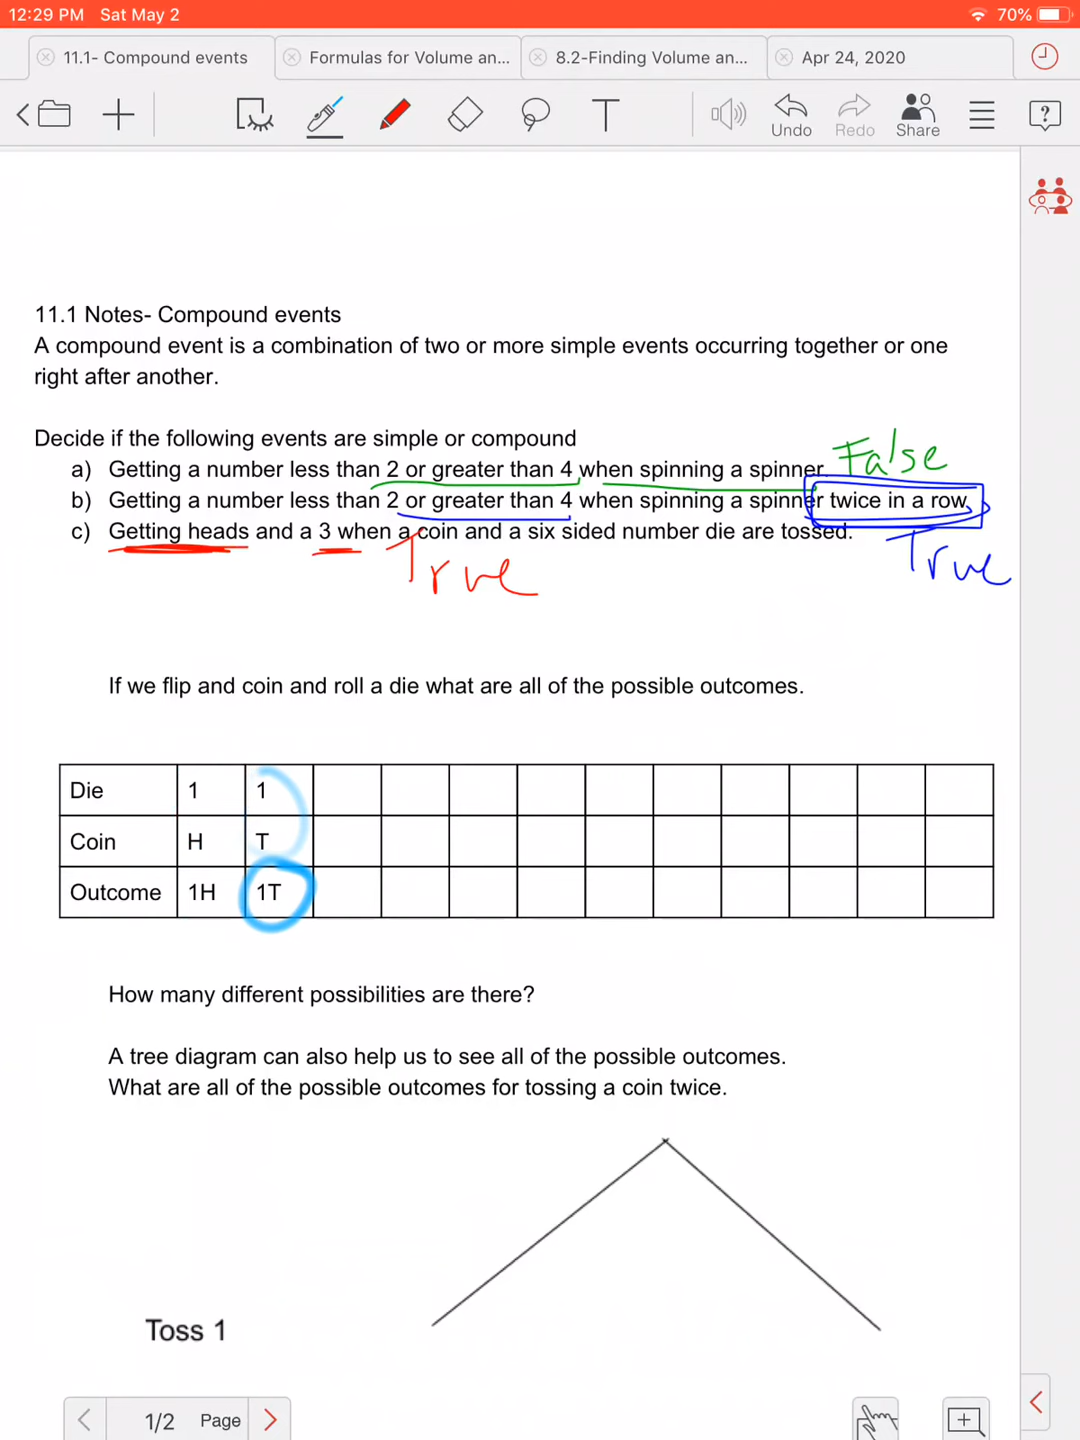 12:29 PM Sat May 2 70%
11.1- Compound events Formulas for Volume an... 8.2-Finding Volume an... Apr 24, 2020
T Undo Redo Share ?
11.1 Notes- Compound events
A compound event is a combination of two or more simple events occurring together or one
right after another.
Decide if the following events are simple or compound
a) Getting a number less than 2 or greater than 4 when spinning a spinner. False
b) Getting a number less than 2 or greater than 4 when spinning a spinner twice in a row.
c) Getting heads and a 3 when a coin and a six sided number die are tossed.
True True
If we flip and coin and roll a die what are all of the possible outcomes.
Die 1 1
Coin H T
Outcome 1H 1T
How many different possibilities are there?
A tree diagram can also help us to see all of the possible outcomes.
What are all of the possible outcomes for tossing a coin twice.
Toss 1
1/2 Page